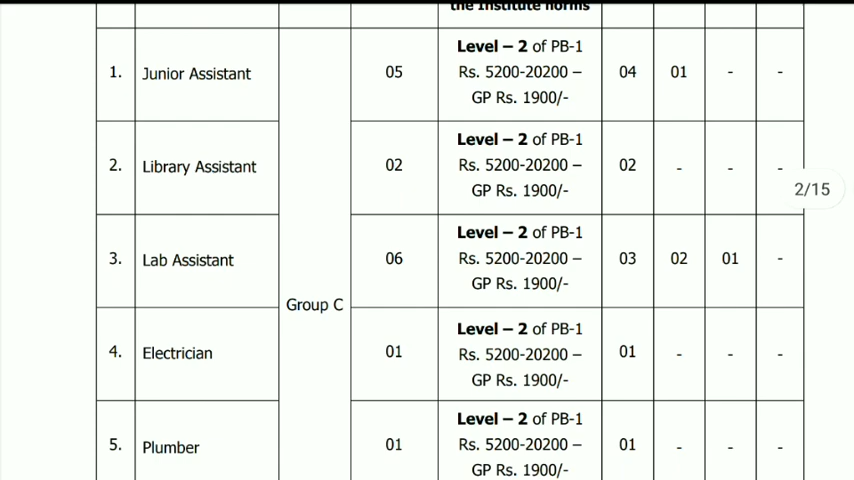 the Institute norms
1. Junior Assistant 05 Level – 2 of PB-1 Rs. 5200-20200 – GP Rs. 1900/- 04 01 - -
2. Library Assistant 02 Level – 2 of PB-1 Rs. 5200-20200 – GP Rs. 1900/- 02 - - -
2/15
3. Lab Assistant 06 Level – 2 of PB-1 Rs. 5200-20200 – GP Rs. 1900/- 03 02 01 -
Group C
4. Electrician 01 Level – 2 of PB-1 Rs. 5200-20200 – GP Rs. 1900/- 01 - - -
5. Plumber 01 Level – 2 of PB-1 Rs. 5200-20200 – GP Rs. 1900/- 01 - - -